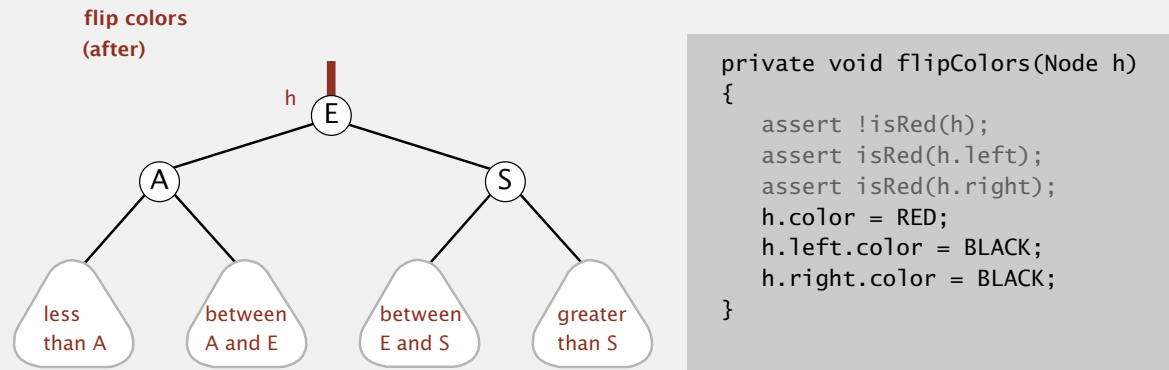 flip colors
(after)
h
E
A
S
less
than A
between
A and E
between
E and S
greater
than S
private void flipColors(Node h)
{
   assert !isRed(h);
   assert isRed(h.left);
   assert isRed(h.right);
   h.color = RED;
   h.left.color = BLACK;
   h.right.color = BLACK;
}